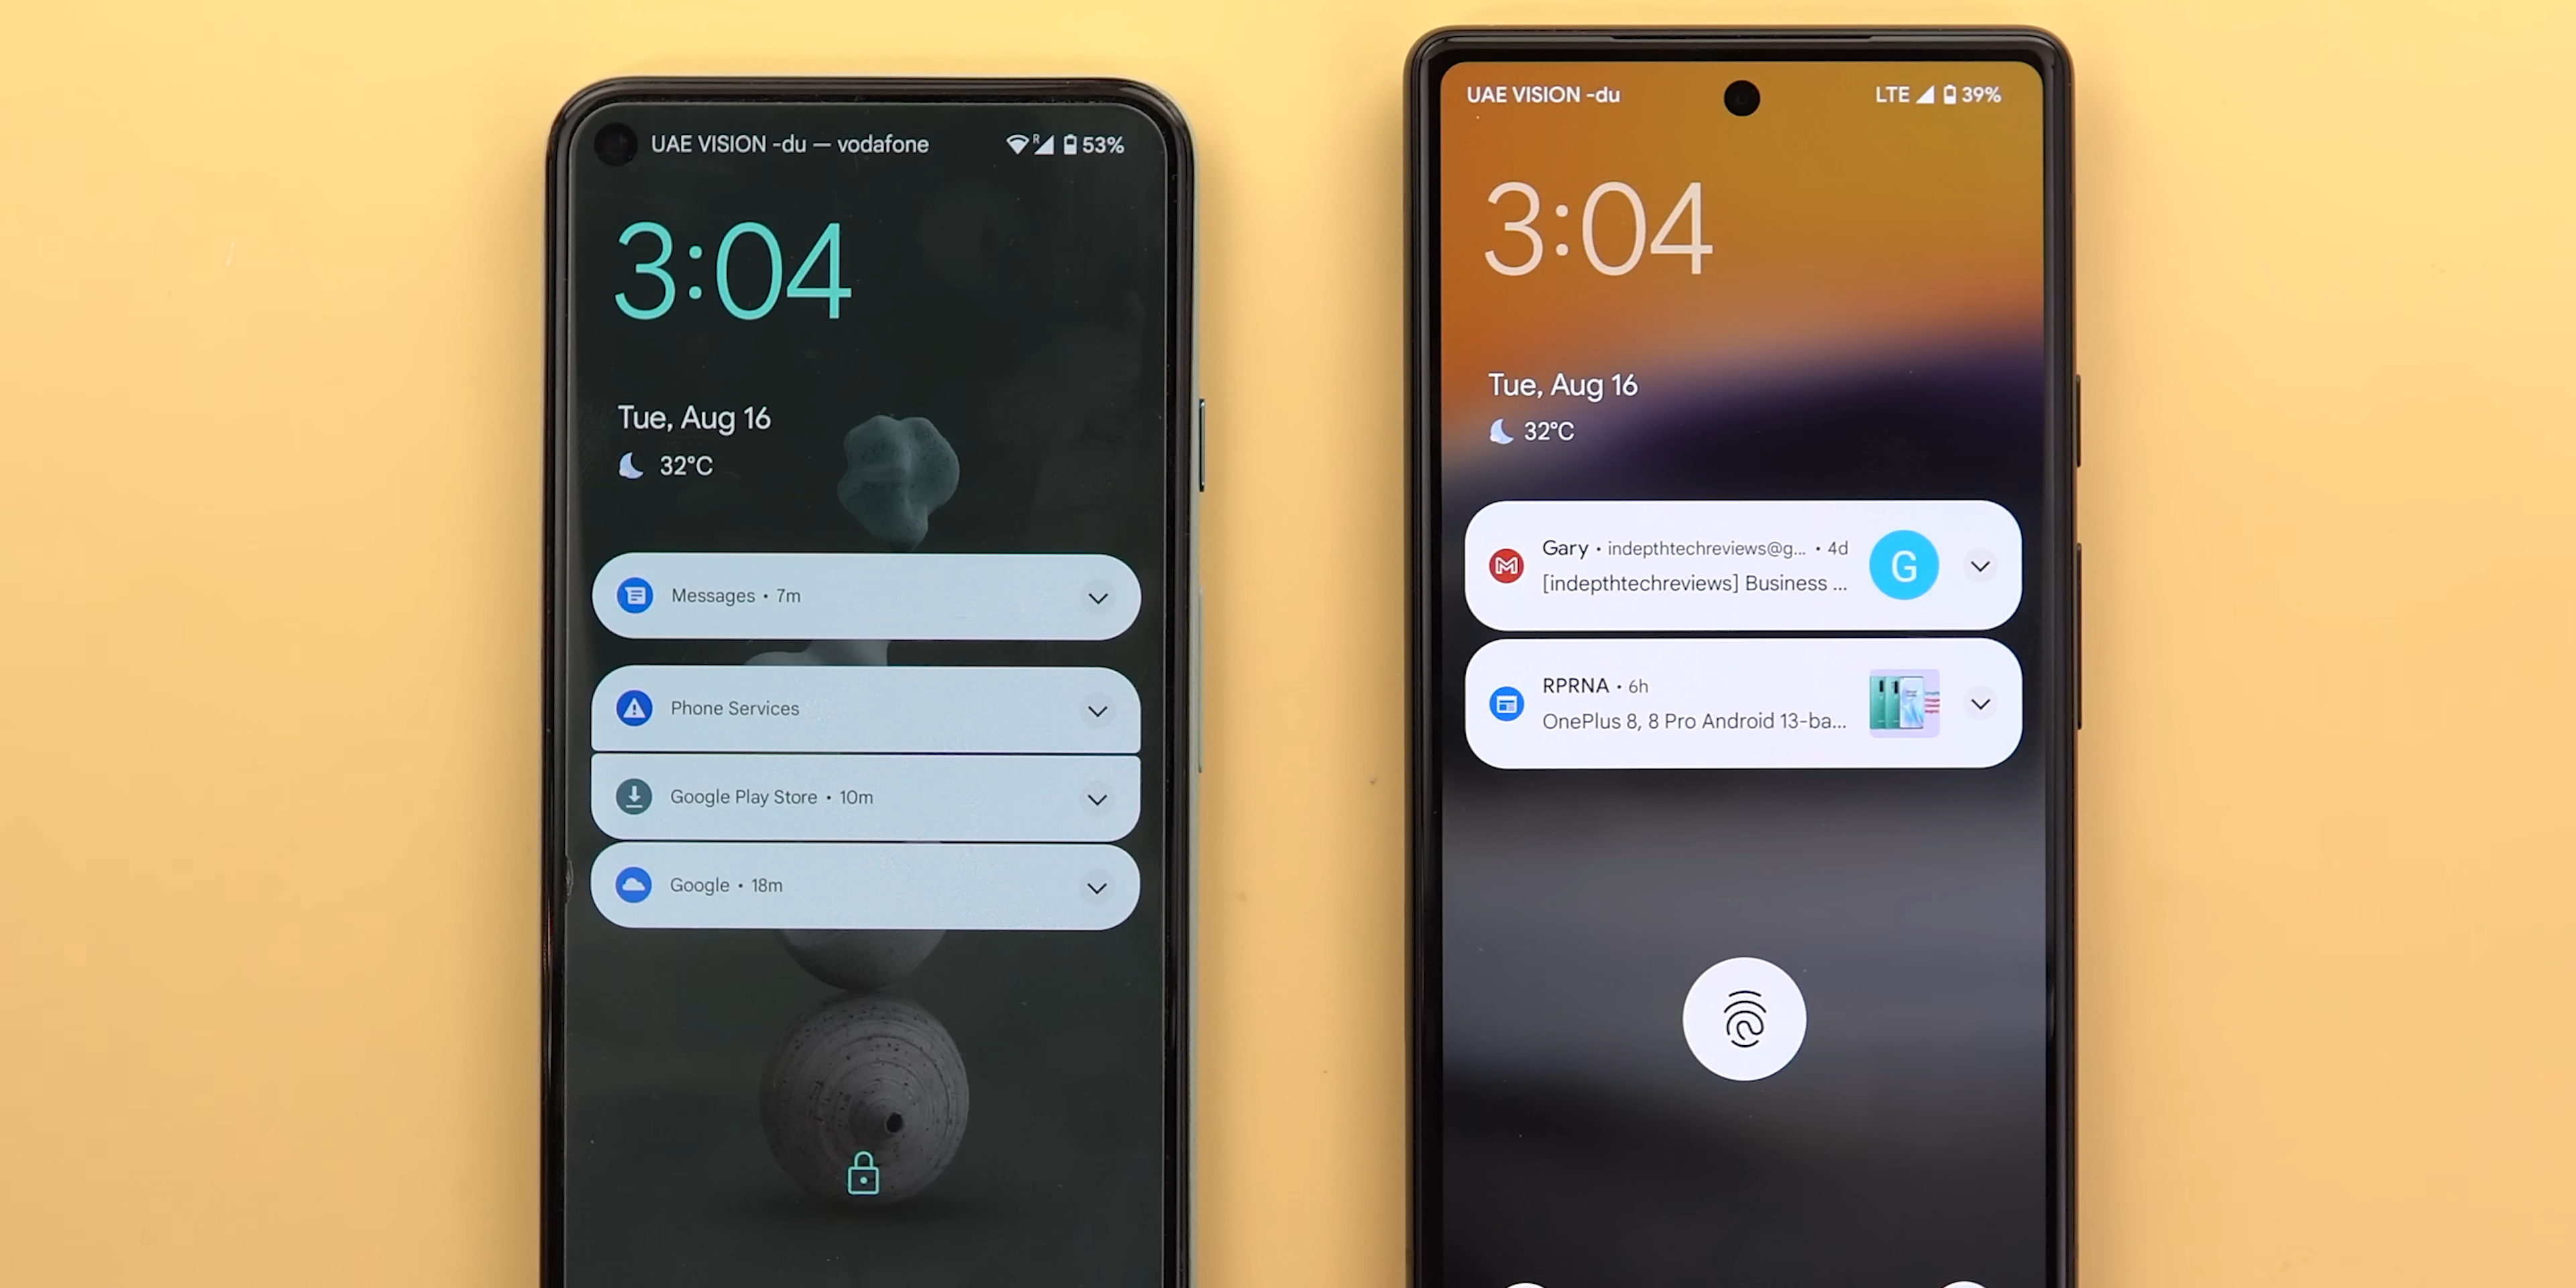 UAE VISION -du — vodafone
R
53%
3:04
Tue, Aug 16
32°C
Messages • 7m
Phone Services
Google Play Store • 10m
Google • 18m
UAE VISION -du
LTE
39%
3:04
Tue, Aug 16
32°C
Gary • indepthtechreviews@g... • 4d
[indepthtechreviews] Business ...
G
RPRNA • 6h
OnePlus 8, 8 Pro Android 13-ba...